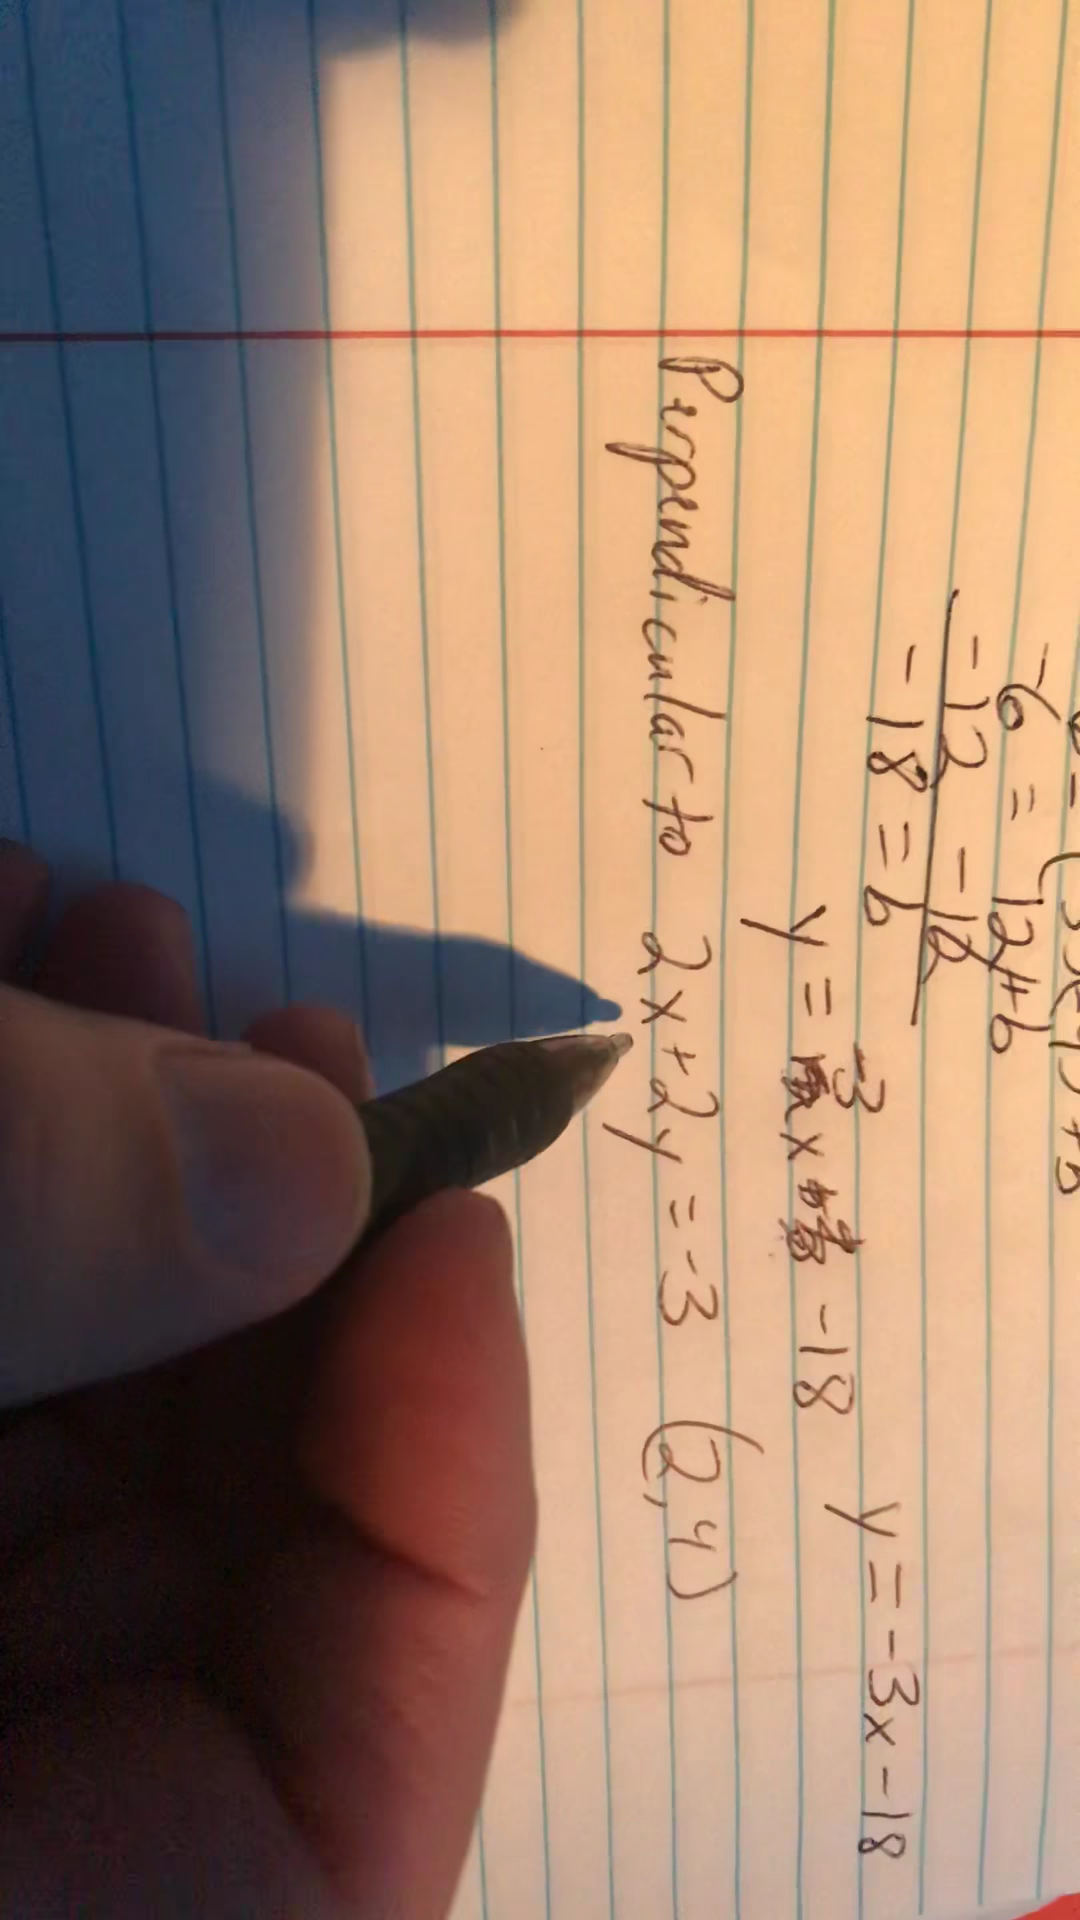 -6 = 12+b
-12 -12
-18 = b
y = -3x -18 y = -3x -18
Perpendicular to 2x+2y = -3 (2,4)